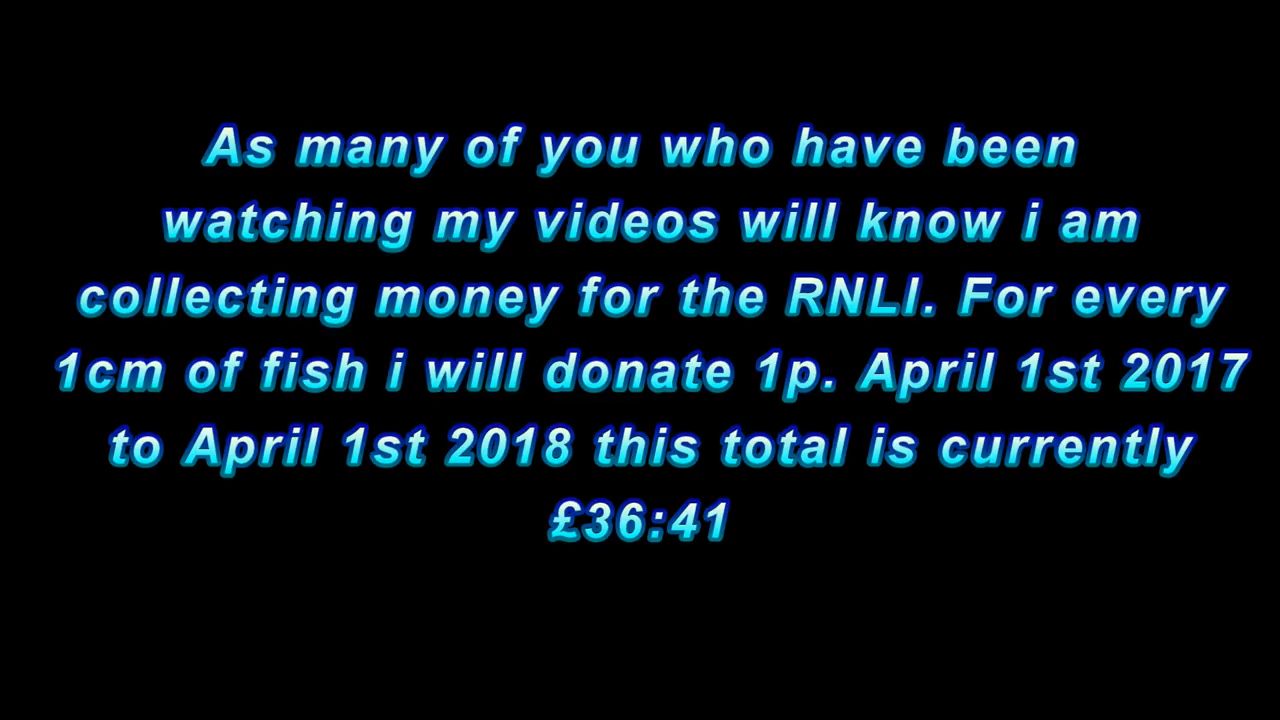 As many of you who have been
watching my videos will know i am
collecting money for the RNLI. For every
1cm of fish i will donate 1p. April 1st 2017
to April 1st 2018 this total is currently
£36:41